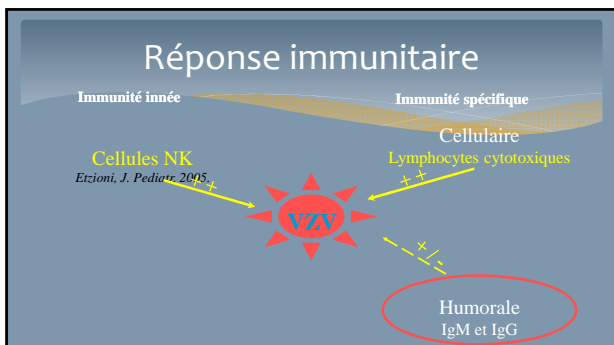 Réponse immunitaire
Immunité innée
Immunité spécifique
Cellulaire
Cellules NK
Lymphocytes cytotoxiques
Etzioni, J. Pediatr. 2005.
++
++
VZV
+/-
Humorale
IgM et IgG